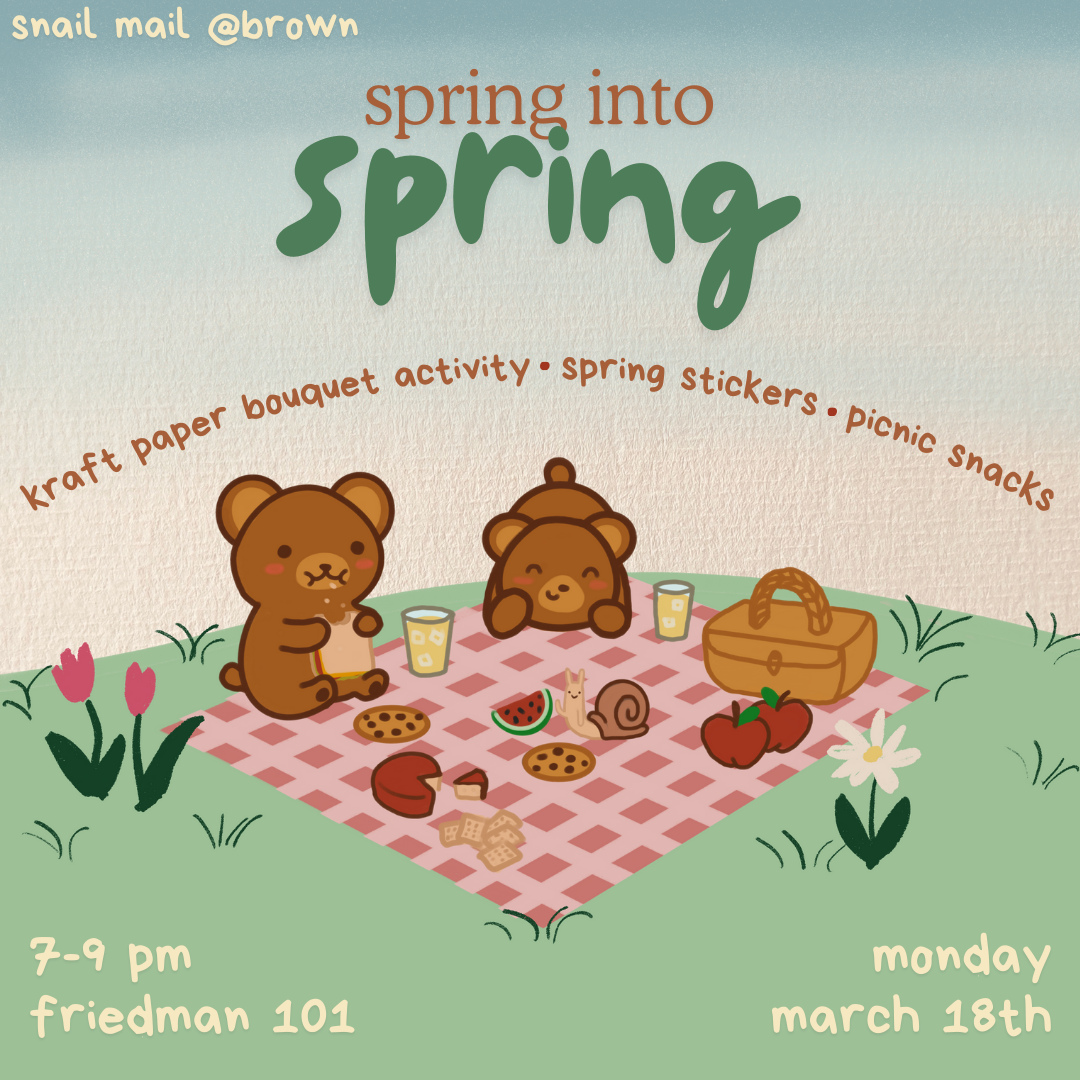 snail mail @brown
spring into
spring
kraft paper bouquet activity • spring stickers • picnic snacks
7-9 pm
friedman 101
monday
march 18th